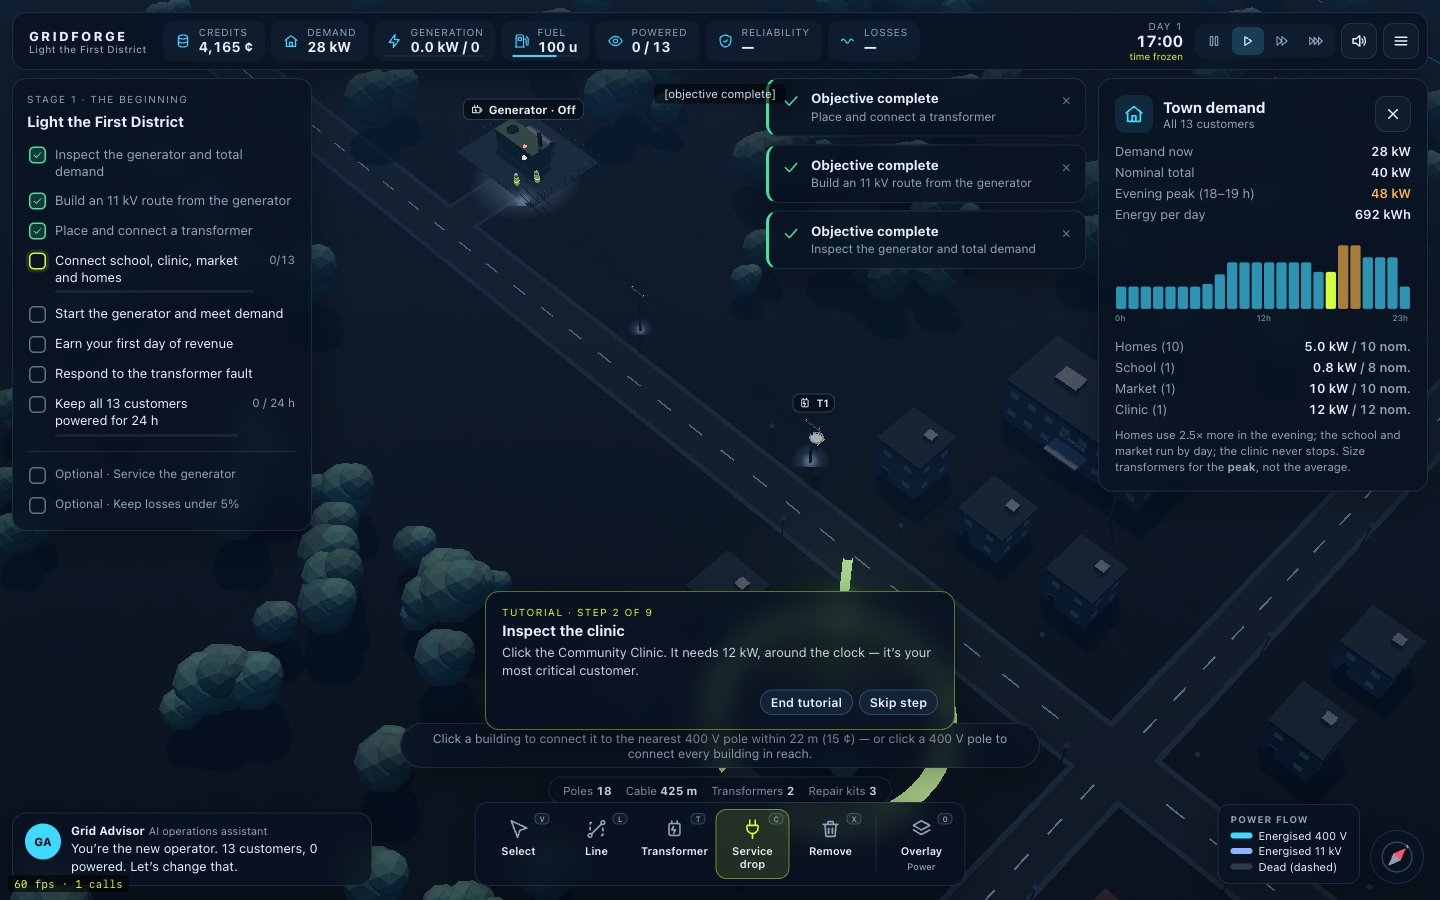 GRIDFORGE
Light the First District
CREDITS
4,165 ¢
DEMAND
28 kW
GENERATION
0.0 kW / 0
FUEL
100 u
POWERED
0 / 13
RELIABILITY
—
LOSSES
—
DAY 1
17:00
time frozen
STAGE 1 · THE BEGINNING
Light the First District
Inspect the generator and total
demand
Build an 11 kV route from the generator
Place and connect a transformer
Connect school, clinic, market
and homes
0/13
Start the generator and meet demand
Earn your first day of revenue
Respond to the transformer fault
Keep all 13 customers
powered for 24 h
0 / 24 h
Optional · Service the generator
Optional · Keep losses under 5%
Generator · Off
[objective complete]
Objective complete
Place and connect a transformer
Objective complete
Build an 11 kV route from the generator
Objective complete
Inspect the generator and total demand
T1
Town demand
All 13 customers
Demand now 28 kW
Nominal total 40 kW
Evening peak (18–19 h) 48 kW
Energy per day 692 kWh
0h 12h 23h
Homes (10) 5.0 kW / 10 nom.
School (1) 0.8 kW / 8 nom.
Market (1) 10 kW / 10 nom.
Clinic (1) 12 kW / 12 nom.
Homes use 2.5× more in the evening; the school and
market run by day; the clinic never stops. Size
transformers for the peak, not the average.
TUTORIAL · STEP 2 OF 9
Inspect the clinic
Click the Community Clinic. It needs 12 kW, around the clock — it's your
most critical customer.
End tutorial
Skip step
Click a building to connect it to the nearest 400 V pole within 22 m (15 ¢) — or click a 400 V pole to
connect every building in reach.
Poles 18 Cable 425 m Transformers 2 Repair kits 3
V
Select
L
Line
T
Transformer
C
Service
drop
X
Remove
O
Overlay
Power
GA
Grid Advisor AI operations assistant
You're the new operator. 13 customers, 0
powered. Let's change that.
60 fps · 1 calls
POWER FLOW
Energised 400 V
Energised 11 kV
Dead (dashed)